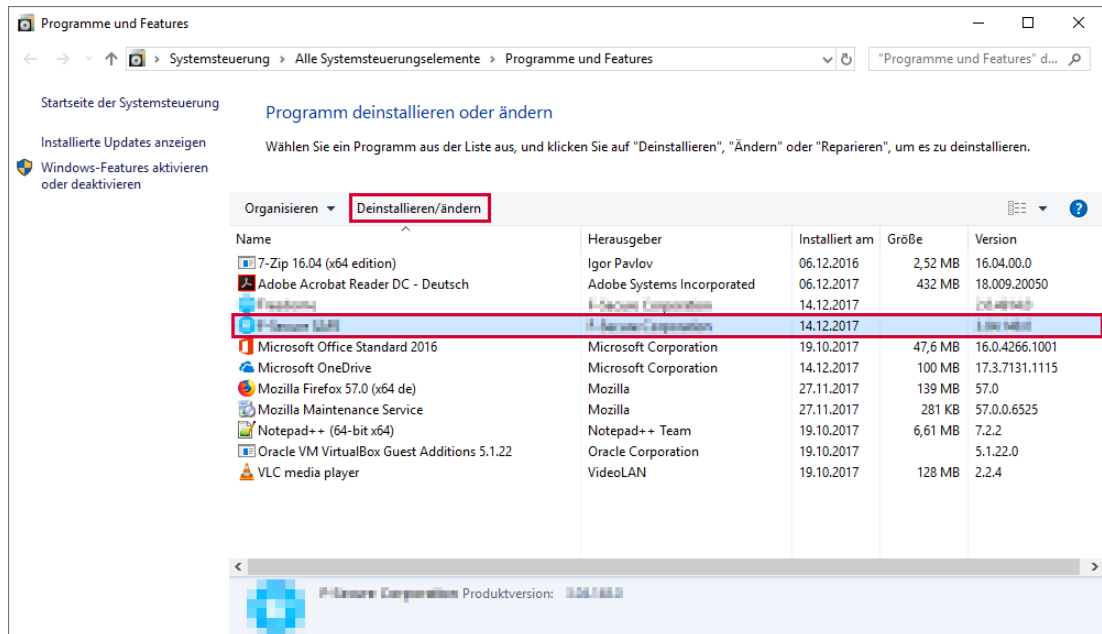 Programme und Features
Systemsteuerung > Alle Systemsteuerungselemente > Programme und Features "Programme und Features" d...
Startseite der Systemsteuerung
Installierte Updates anzeigen
Windows-Features aktivieren
oder deaktivieren
Programm deinstallieren oder ändern
Wählen Sie ein Programm aus der Liste aus, und klicken Sie auf "Deinstallieren", "Ändern" oder "Reparieren", um es zu deinstallieren.
Organisieren Deinstallieren/ändern
Name Herausgeber Installiert am Größe Version
7-Zip 16.04 (x64 edition) Igor Pavlov 06.12.2016 2,52 MB 16.04.00.0
Adobe Acrobat Reader DC - Deutsch Adobe Systems Incorporated 06.12.2017 432 MB 18.009.20050
14.12.2017
14.12.2017
Microsoft Office Standard 2016 Microsoft Corporation 19.10.2017 47,6 MB 16.0.4266.1001
Microsoft OneDrive Microsoft Corporation 14.12.2017 100 MB 17.3.7131.1115
Mozilla Firefox 57.0 (x64 de) Mozilla 27.11.2017 139 MB 57.0
Mozilla Maintenance Service Mozilla 27.11.2017 281 KB 57.0.0.6525
Notepad++ (64-bit x64) Notepad++ Team 19.10.2017 6,61 MB 7.2.2
Oracle VM VirtualBox Guest Additions 5.1.22 Oracle Corporation 19.10.2017 5.1.22.0
VLC media player VideoLAN 19.10.2017 128 MB 2.2.4
Produktversion: